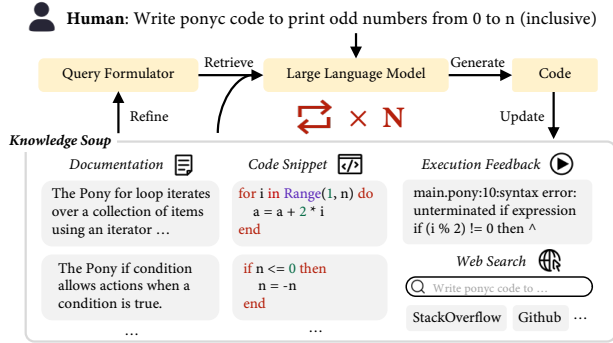 Human: Write ponyc code to print odd numbers from 0 to n (inclusive)
Query Formulator
Retrieve
Large Language Model
Generate
Code
Refine
× N
Update
Knowledge Soup
Documentation
The Pony for loop iterates
over a collection of items
using an iterator ...
The Pony if condition
allows actions when a
condition is true.
...
Code Snippet
for i in Range(1, n) do
a = a + 2 * i
end
if n <= 0 then
n = -n
end
...
Execution Feedback
main.pony:10:syntax error:
unterminated if expression
if (i % 2) != 0 then ^
Web Search
Write ponyc code to ...
StackOverflow
Github
...